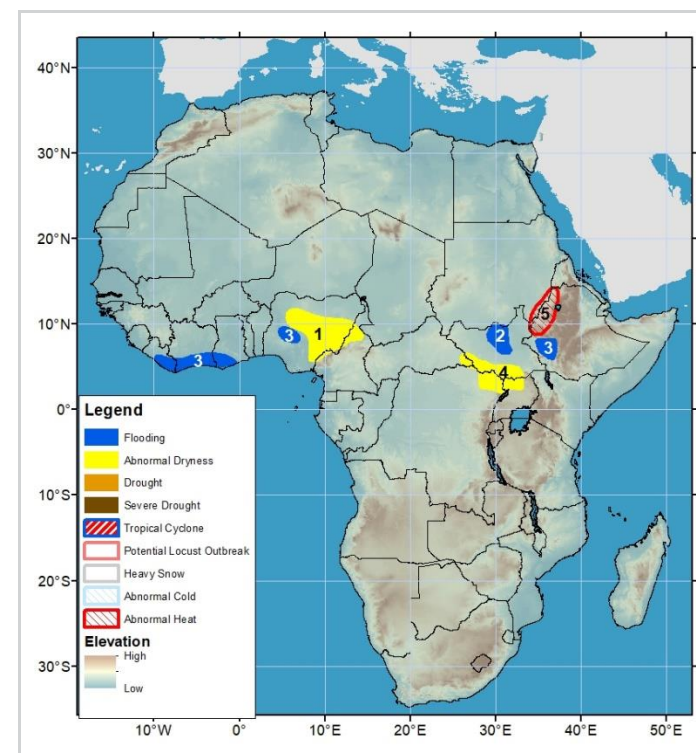 40°N
30°N
20°N
10°N
0°
10°S
20°S
30°S
1
2
3
3
3
4
5
Legend
Flooding
Abnormal Dryness
Drought
Severe Drought
Tropical Cyclone
Potential Locust Outbreak
Heavy Snow
Abnormal Cold
Abnormal Heat
Elevation
High
Low
10°W
0°
10°E
20°E
30°E
40°E
50°E